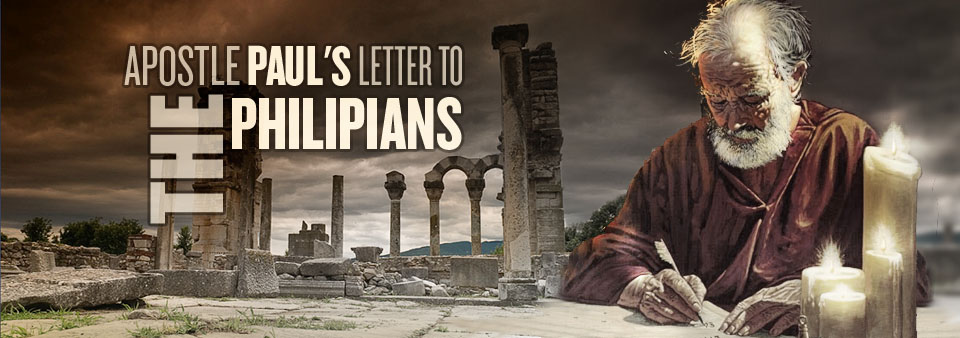 APOSTLE PAUL'S LETTER TO
THE PHILIPIANS